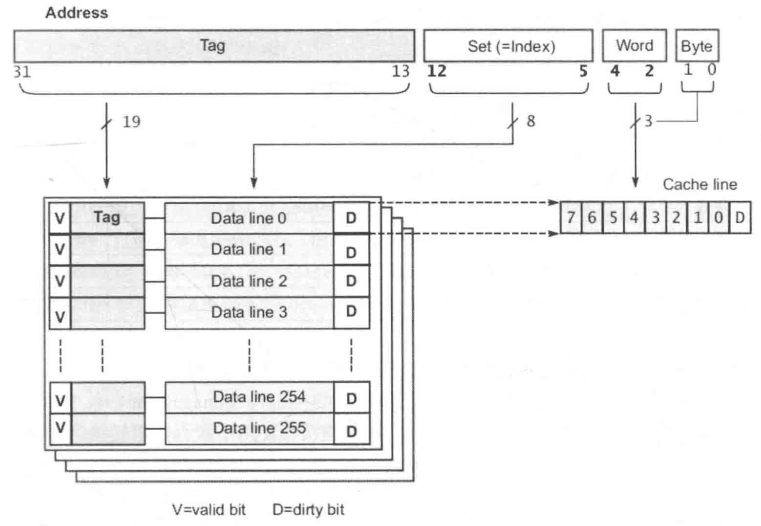 Address
Tag Set (=Index) Word Byte
31 13 12 5 4 2 1 0
19 8 3
Cache line
7 6 5 4 3 2 1 0 D
V Tag Data line 0 D
V Data line 1 D
V Data line 2 D
V Data line 3 D
V Data line 254 D
V Data line 255 D
V=valid bit D=dirty bit